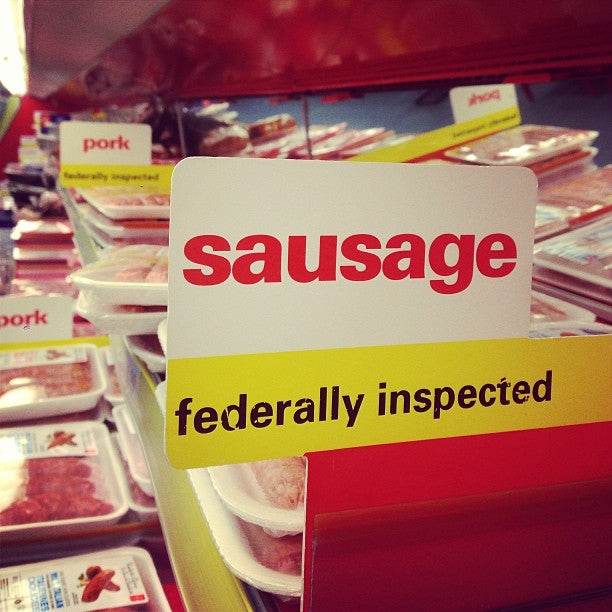 pork
federally inspected
pork
sausage
federally inspected
pork